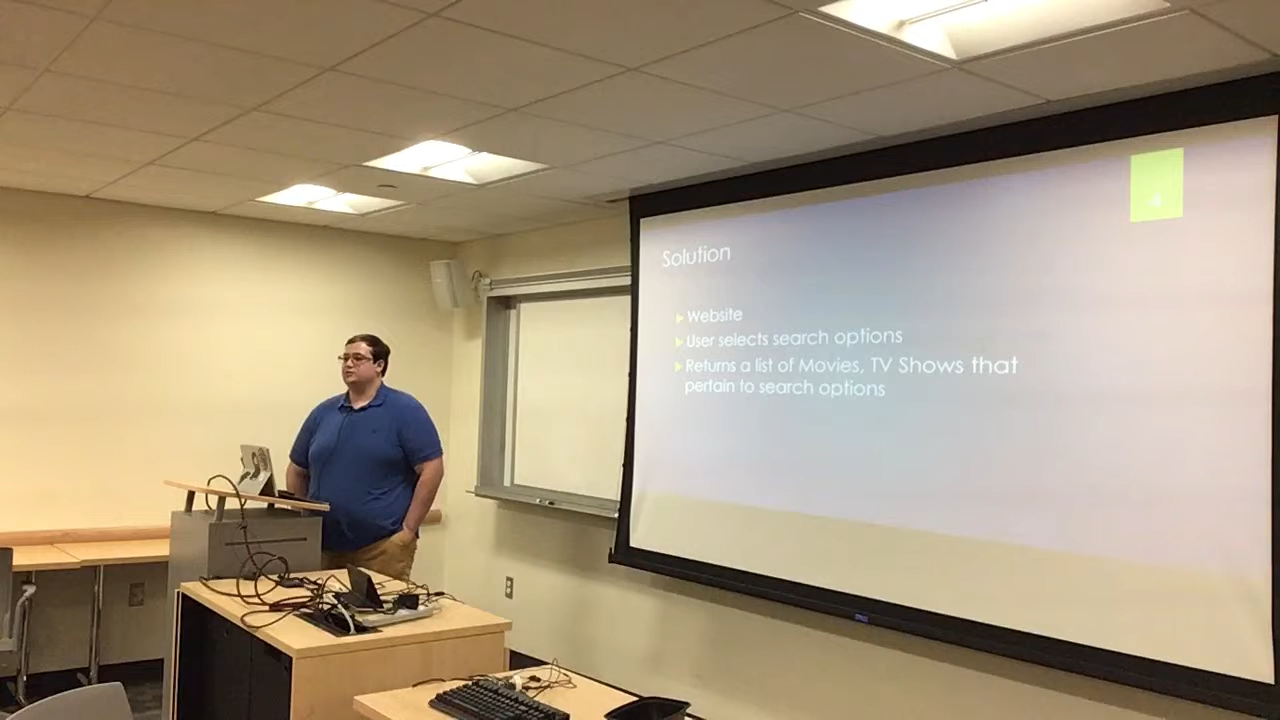 Solution
Website
User selects search options
Returns a list of Movies, TV Shows that
pertain to search options